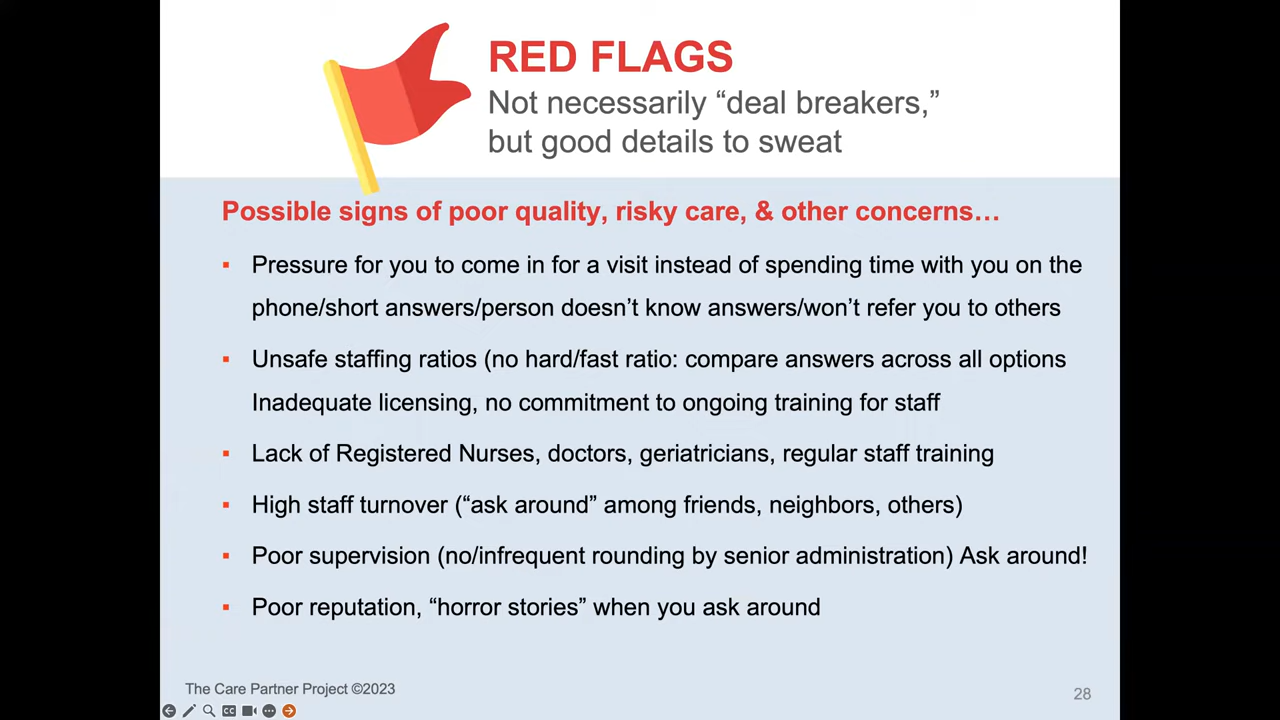 RED FLAGS
Not necessarily “deal breakers,”
but good details to sweat
Possible signs of poor quality, risky care, & other concerns…
▪ Pressure for you to come in for a visit instead of spending time with you on the
phone/short answers/person doesn’t know answers/won’t refer you to others
▪ Unsafe staffing ratios (no hard/fast ratio: compare answers across all options
Inadequate licensing, no commitment to ongoing training for staff
▪ Lack of Registered Nurses, doctors, geriatricians, regular staff training
▪ High staff turnover (“ask around” among friends, neighbors, others)
▪ Poor supervision (no/infrequent rounding by senior administration) Ask around!
▪ Poor reputation, “horror stories” when you ask around
The Care Partner Project ©2023
28
CC